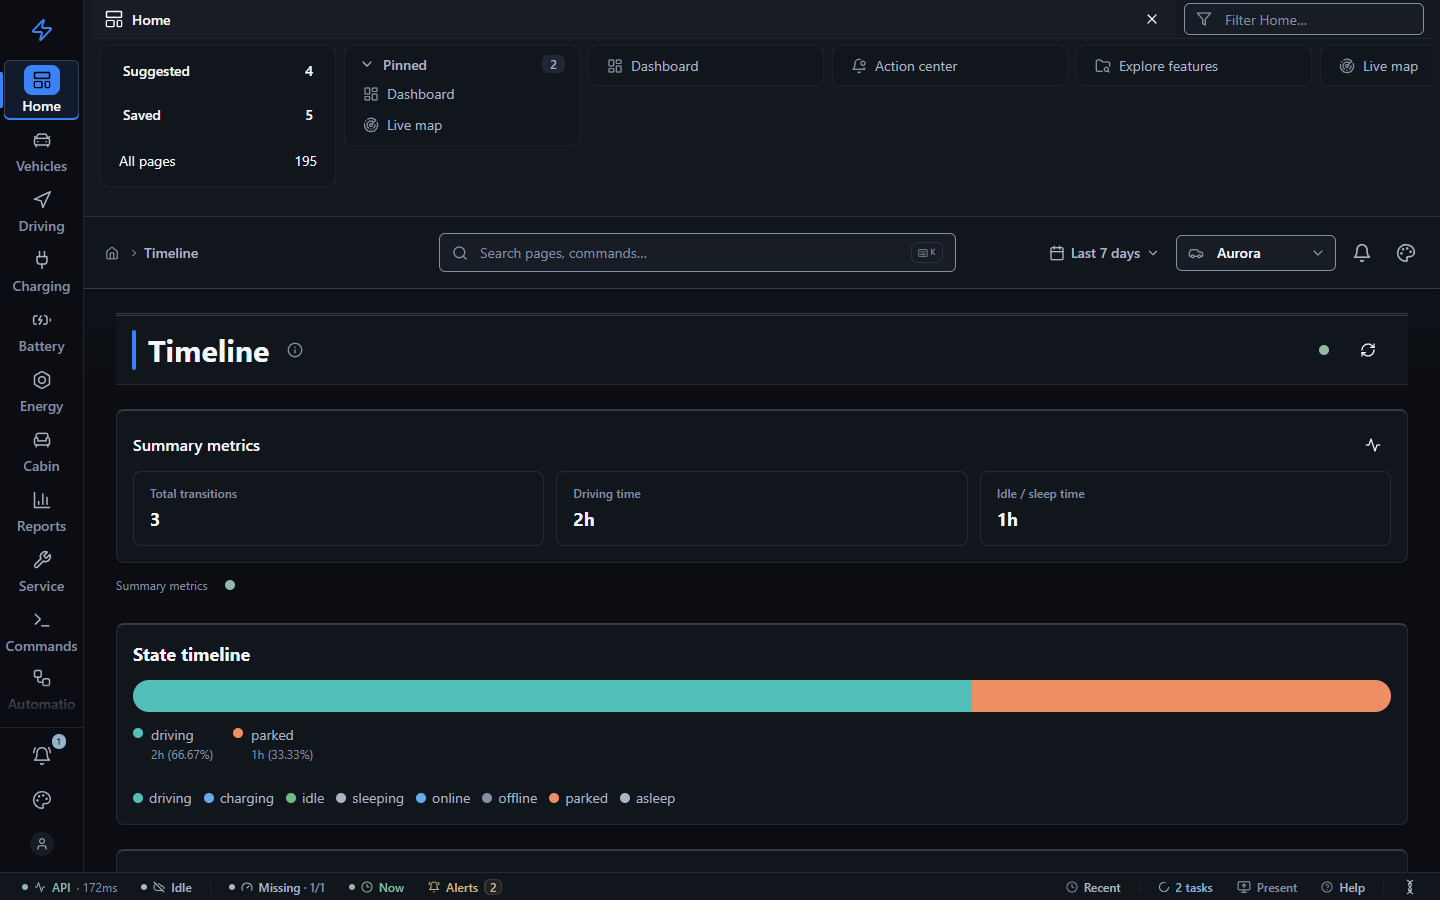 Home
Filter Home...
Suggested 4
Saved 5
All pages 195
Pinned 2
Dashboard
Live map
Dashboard
Action center
Explore features
Live map
Home
Vehicles
Driving
Charging
Battery
Energy
Cabin
Reports
Service
Commands
Automatio
1
Timeline
Search pages, commands...
K
Last 7 days
Aurora
Timeline
Summary metrics
Total transitions
3
Driving time
2h
Idle / sleep time
1h
Summary metrics
State timeline
driving
2h (66.67%)
parked
1h (33.33%)
driving charging idle sleeping online offline parked asleep
API · 172ms Idle Missing · 1/1 Now Alerts 2 Recent 2 tasks Present Help